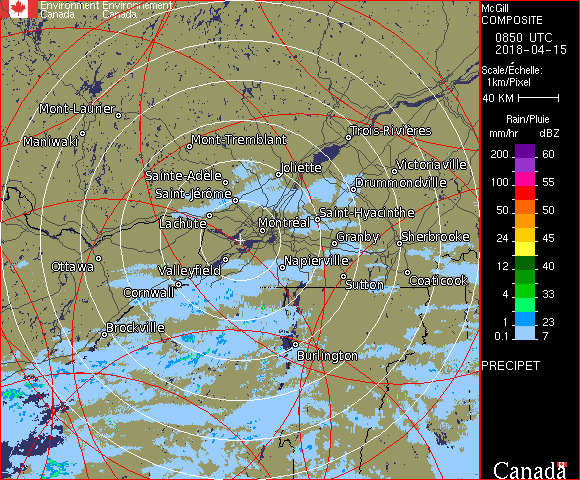 Environment Environnement
Canada Canada
McGill
COMPOSITE
0850 UTC
2018-04-15
Scale/Échelle:
1km/Pixel
40 KM
Rain/Pluie
mm/hr dBZ
200 60
100 55
50 50
24 45
12 40
4 33
1 23
0.1 7
PRECIPET
Canada
Mont-Laurier
Maniwaki
Mont-Tremblant
Trois-Rivières
Victoriaville
Joliette
Sainte-Adèle
Drummondville
Saint-Jérôme
Saint-Hyacinthe
Lachute
Montréal
Granby
Sherbrooke
Ottawa
Valleyfield
Napierville
Sutton
Coaticook
Cornwall
Brockville
Burlington